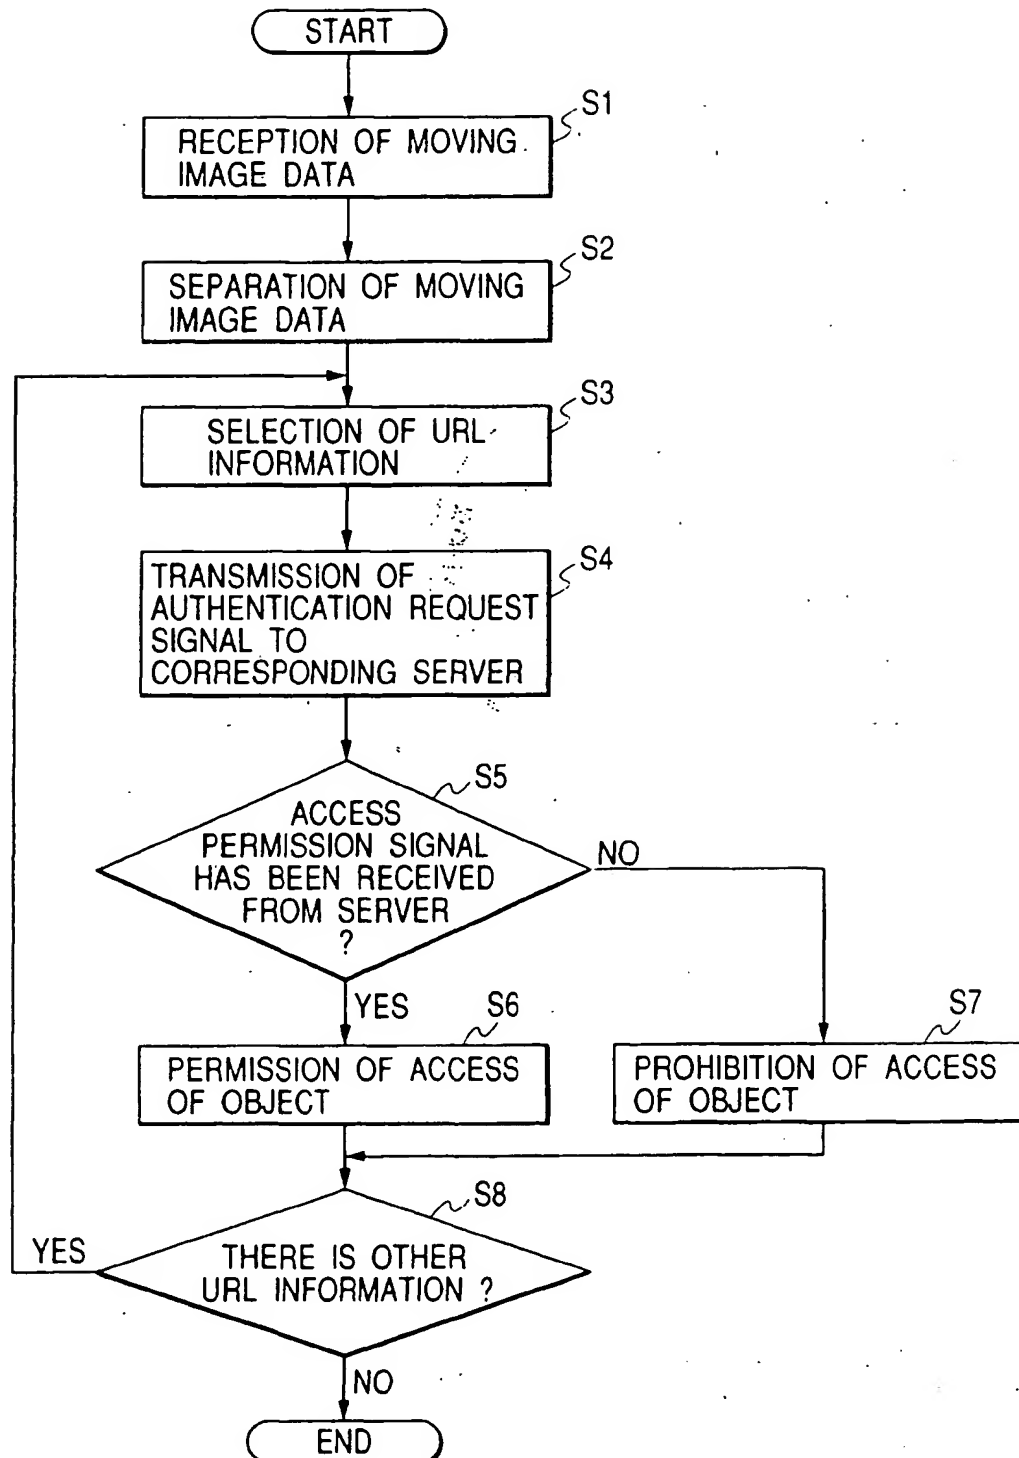 START
S1
RECEPTION OF MOVING
IMAGE DATA
S2
SEPARATION OF MOVING
IMAGE DATA
S3
SELECTION OF URL
INFORMATION
S4
TRANSMISSION OF
AUTHENTICATION REQUEST
SIGNAL TO
CORRESPONDING SERVER
S5
ACCESS
PERMISSION SIGNAL
HAS BEEN RECEIVED
FROM SERVER
?
NO
YES
S6
PERMISSION OF ACCESS
OF OBJECT
S7
PROHIBITION OF ACCESS
OF OBJECT
S8
THERE IS OTHER
URL INFORMATION ?
YES
NO
END